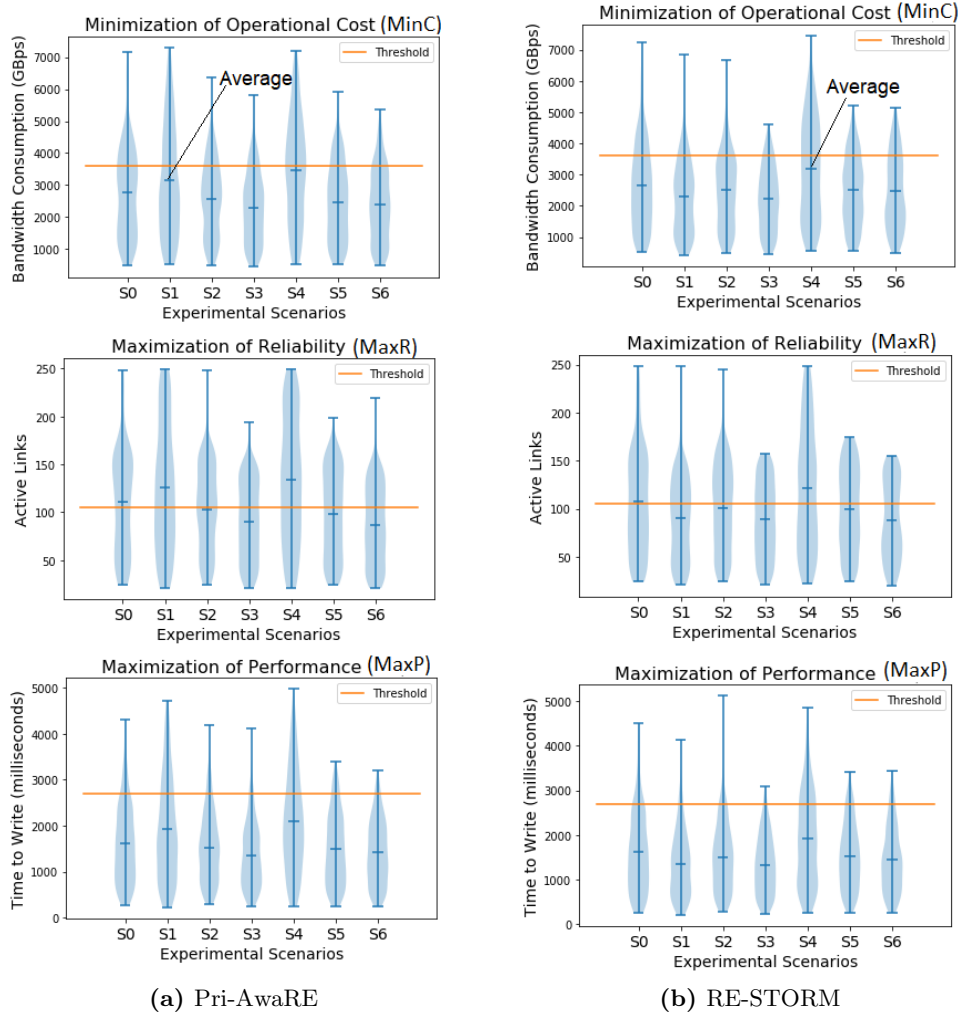 Minimization of Operational Cost (MinC)
Bandwidth Consumption (GBps)
7000
6000
5000
4000
3000
2000
1000
Threshold
Average
S0 S1 S2 S3 S4 S5 S6
Experimental Scenarios
Maximization of Reliability (MaxR)
Active Links
250
200
150
100
50
Threshold
S0 S1 S2 S3 S4 S5 S6
Experimental Scenarios
Maximization of Performance (MaxP)
Time to Write (milliseconds)
5000
4000
3000
2000
1000
0
Threshold
S0 S1 S2 S3 S4 S5 S6
Experimental Scenarios
(a) Pri-AwaRE
Minimization of Operational Cost (MinC)
Bandwidth Consumption (GBps)
7000
6000
5000
4000
3000
2000
1000
Threshold
Average
S0 S1 S2 S3 S4 S5 S6
Experimental Scenarios
Maximization of Reliability (MaxR)
Active Links
250
200
150
100
50
Threshold
S0 S1 S2 S3 S4 S5 S6
Experimental Scenarios
Maximization of Performance (MaxP)
Time to Write (milliseconds)
5000
4000
3000
2000
1000
0
Threshold
S0 S1 S2 S3 S4 S5 S6
Experimental Scenarios
(b) RE-STORM